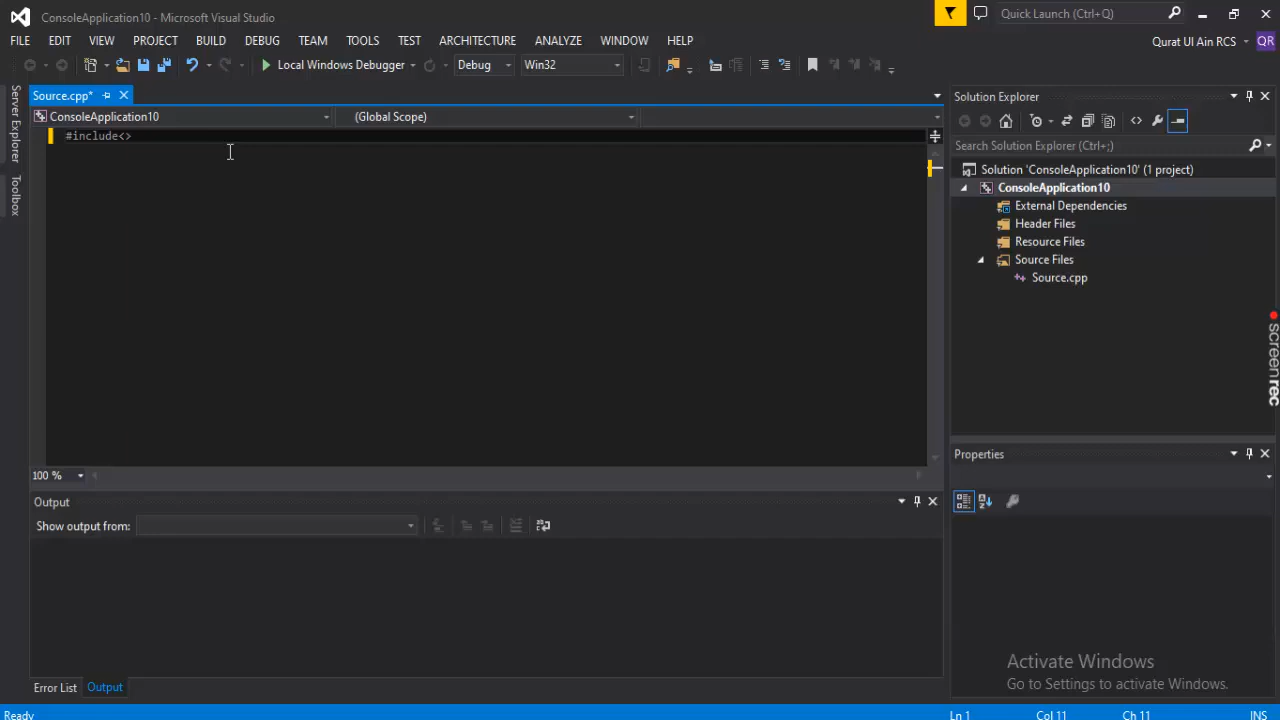 ConsoleApplication10 - Microsoft Visual Studio
Quick Launch (Ctrl+Q)
FILE EDIT VIEW PROJECT BUILD DEBUG TEAM TOOLS TEST ARCHITECTURE ANALYZE WINDOW HELP
Qurat Ul Ain RCS QR
Local Windows Debugger Debug Win32
Server Explorer
Toolbox
Source.cpp*
ConsoleApplication10 (Global Scope)
#include<>
100 %
Output
Show output from:
Error List Output
Solution Explorer
Search Solution Explorer (Ctrl+;)
Solution 'ConsoleApplication10' (1 project)
ConsoleApplication10
External Dependencies
Header Files
Resource Files
Source Files
Source.cpp
screenrec
Properties
Activate Windows
Go to Settings to activate Windows.
Ready Ln 1 Col 11 Ch 11 INS